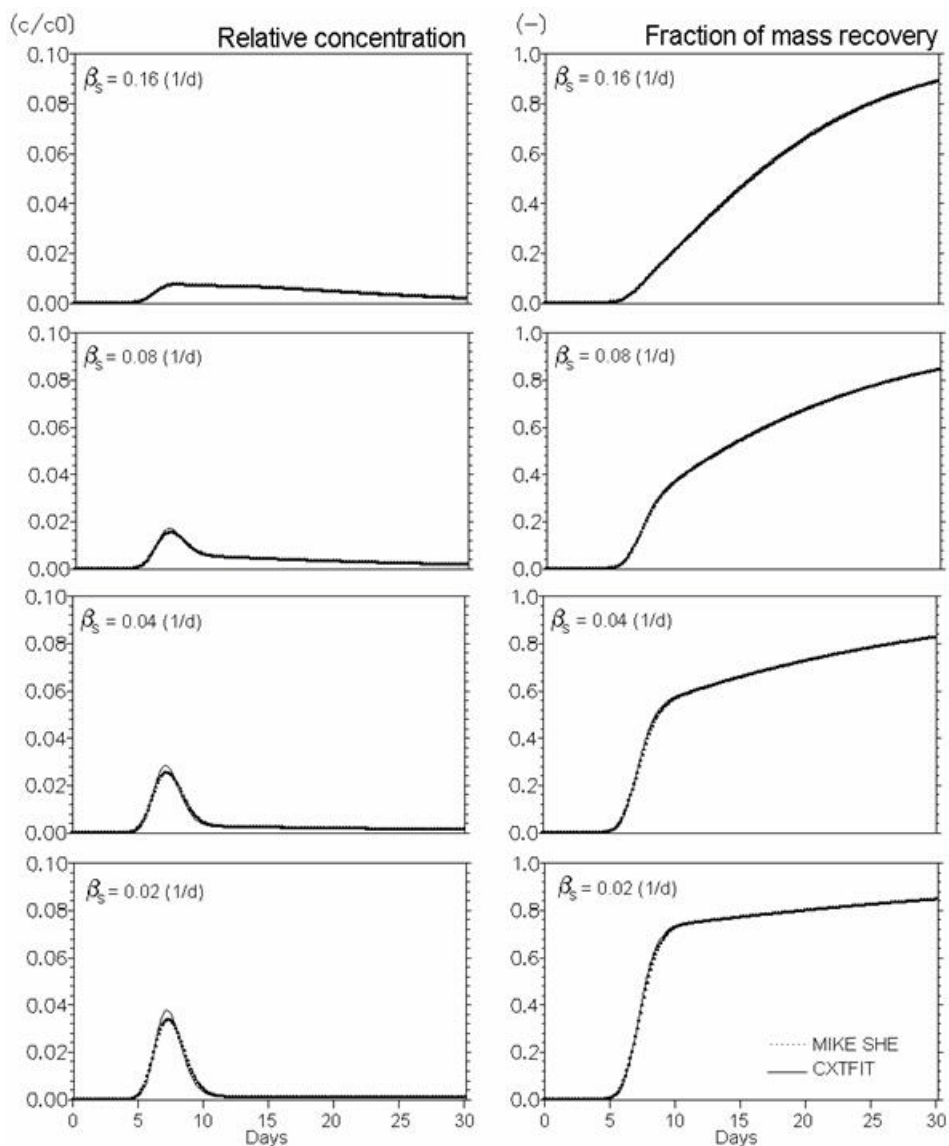 (c/c0) Relative concentration (-) Fraction of mass recovery
0.10 1.0
βs = 0.16 (1/d) βs = 0.16 (1/d)
0.08 0.8
0.06 0.6
0.04 0.4
0.02 0.2
0.00 0.0
0.10 1.0
βs = 0.08 (1/d) βs = 0.08 (1/d)
0.08 0.8
0.06 0.6
0.04 0.4
0.02 0.2
0.00 0.0
0.10 1.0
βs = 0.04 (1/d) βs = 0.04 (1/d)
0.08 0.8
0.06 0.6
0.04 0.4
0.02 0.2
0.00 0.0
0.10 1.0
βs = 0.02 (1/d) βs = 0.02 (1/d)
0.08 0.8
0.06 0.6
0.04 0.4
0.02 0.2
MIKE SHE
CXTFIT
0.00 0.0
0 5 10 15 20 25 30 0 5 10 15 20 25 30
Days Days